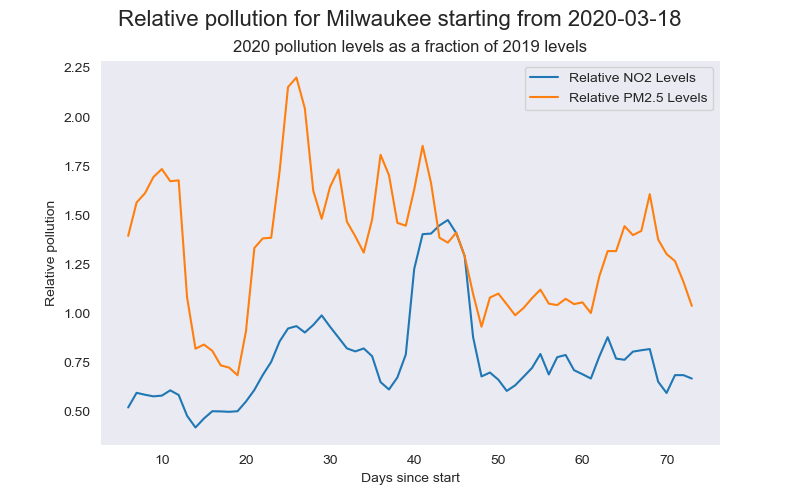 Relative pollution for Milwaukee starting from 2020-03-18
2020 pollution levels as a fraction of 2019 levels
Relative NO2 Levels
Relative PM2.5 Levels
2.25
2.00
1.75
1.50
1.25
1.00
0.75
0.50
Relative pollution
10 20 30 40 50 60 70
Days since start